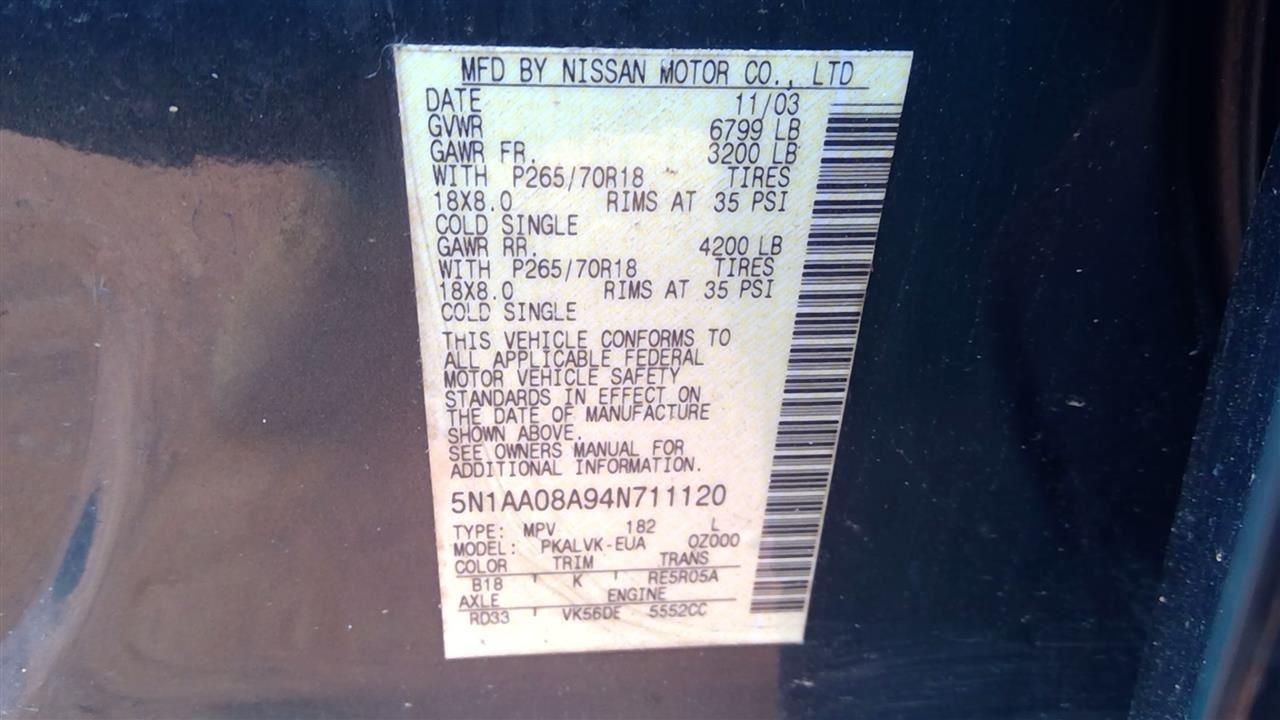 MFD BY NISSAN MOTOR CO., LTD
DATE 11/03
GVWR 6799 LB
GAWR FR. 3200 LB
WITH P265/70R18 TIRES
18X8.0 RIMS AT 35 PSI
COLD SINGLE
GAWR RR. 4200 LB
WITH P265/70R18 TIRES
18X8.0 RIMS AT 35 PSI
COLD SINGLE
THIS VEHICLE CONFORMS TO
ALL APPLICABLE FEDERAL
MOTOR VEHICLE SAFETY
STANDARDS IN EFFECT ON
THE DATE OF MANUFACTURE
SHOWN ABOVE.
SEE OWNERS MANUAL FOR
ADDITIONAL INFORMATION.
5N1AA08A94N711120
TYPE: MPV 182 L
MODEL: PKALVK-EUA 0Z000
COLOR TRIM TRANS
B18 K RE5R05A
AXLE ENGINE
RD33 VK56DE 5552CC